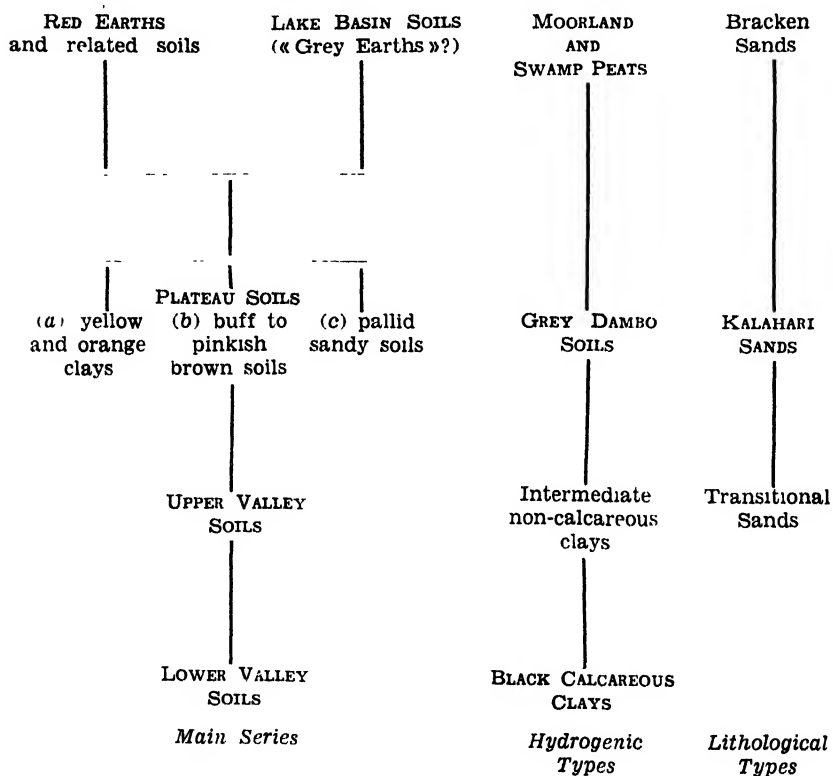 RED EARTHS
and related soils
LAKE BASIN SOILS
(« Grey Earths »?)
MOORLAND
AND
SWAMP PEATS
Bracken
Sands
PLATEAU SOILS
(a) yellow
and orange
clays
(b) buff to
pinkish
brown soils
(c) pallid
sandy soils
GREY DAMBO
SOILS
KALAHARI
SANDS
UPPER VALLEY
SOILS
Intermediate
non-calcareous
clays
Transitional
Sands
LOWER VALLEY
SOILS
BLACK CALCAREOUS
CLAYS
Main Series
Hydrogenic
Types
Lithological
Types